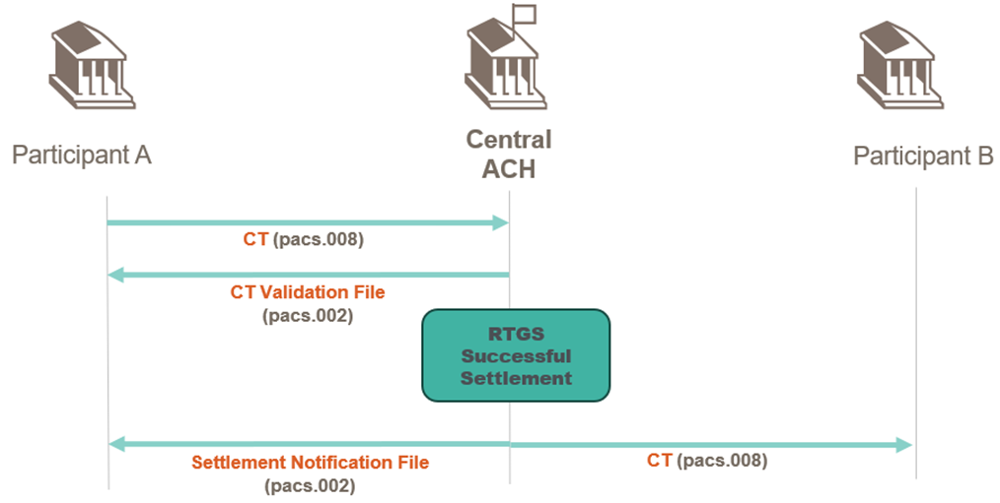 Participant A
Central
ACH
Participant B
CT (pacs.008)
CT Validation File
(pacs.002)
RTGS
Successful
Settlement
Settlement Notification File
(pacs.002)
CT (pacs.008)